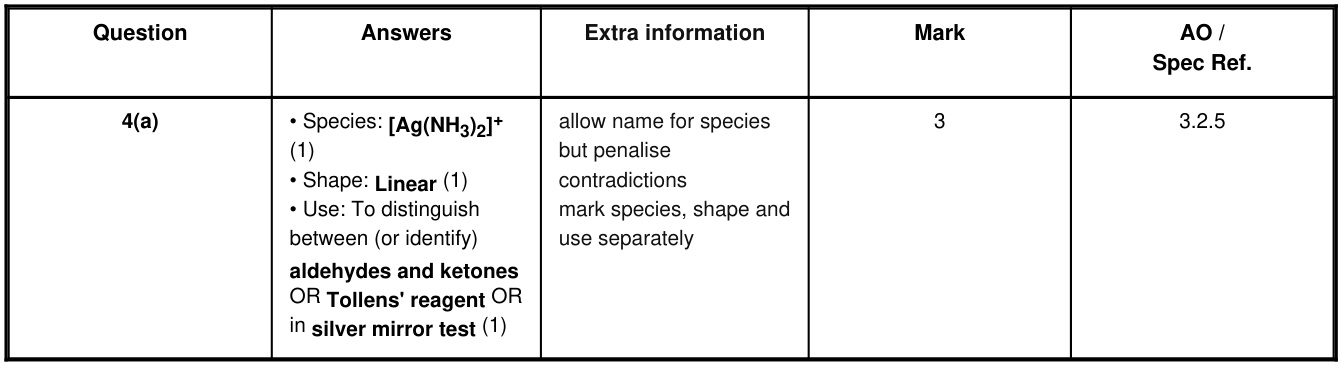 Question Answers Extra information Mark AO /
Spec Ref.
4(a)
• Species: [Ag(NH₃)₂]⁺
(1)
• Shape: Linear (1)
• Use: To distinguish
between (or identify)
aldehydes and ketones
OR Tollens' reagent OR
in silver mirror test (1)
allow name for species
but penalise
contradictions
mark species, shape and
use separately
3
3.2.5